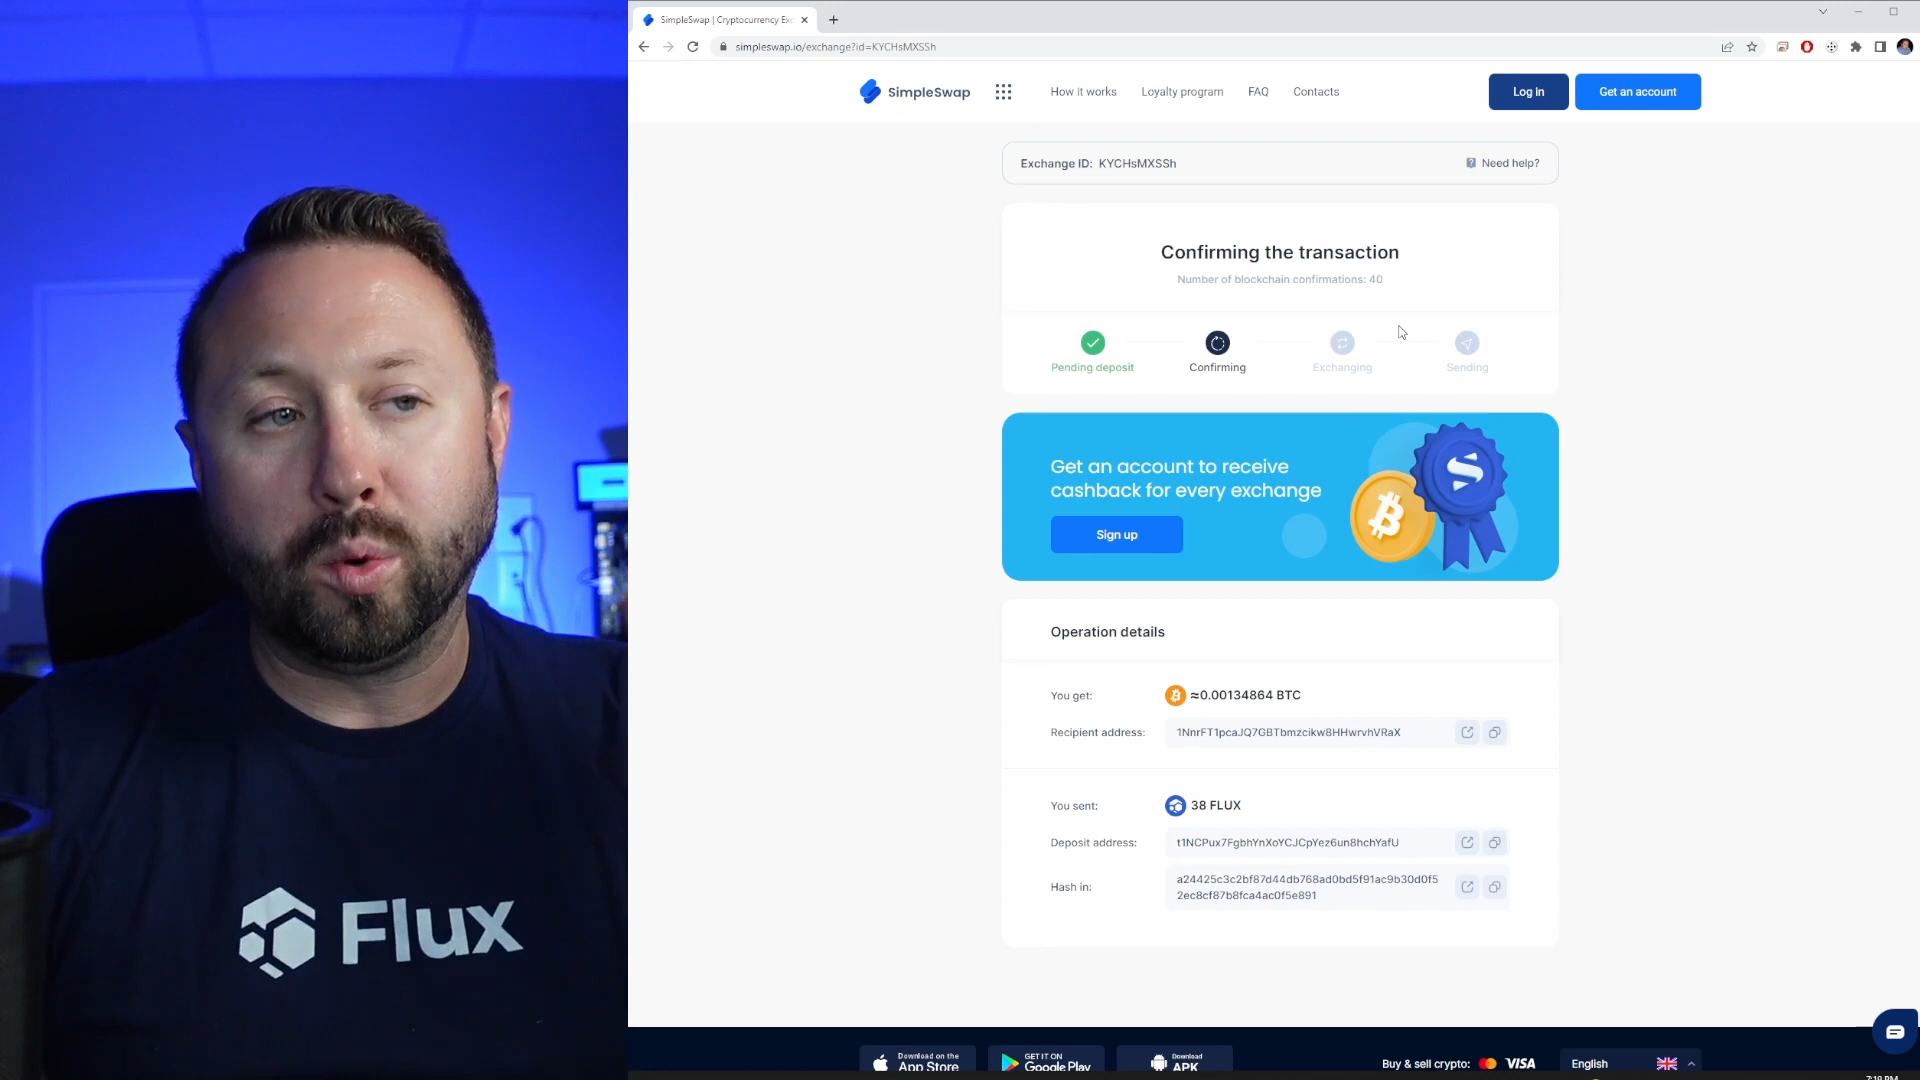 SimpleSwap | Cryptocurrency Exc
simpleswap.io/exchange?id=KYCHsMXSSh
SimpleSwap
How it works
Loyalty program
FAQ
Contacts
Log in
Get an account
Exchange ID: KYCHsMXSSh
Need help?
Confirming the transaction
Number of blockchain confirmations: 40
Pending deposit
Confirming
Exchanging
Sending
Get an account to receive
cashback for every exchange
Sign up
Operation details
You get:
≈0.00134864 BTC
Recipient address:
1NnrFT1pcaJQ7GBTbmzcikw8HHwrvhVRaX
You sent:
38 FLUX
Deposit address:
t1NCPux7FgbhYnXoYCJCpYez6un8hchYafU
Hash in:
a24425c3c2bf87d44db768ad0bd5f91ac9b30d0f5
2ec8cf87b8fca4ac0f5e891
Flux
Download on the
App Store
GET IT ON
Google Play
Download
APK
Buy & sell crypto:
VISA
English
7:19 PM